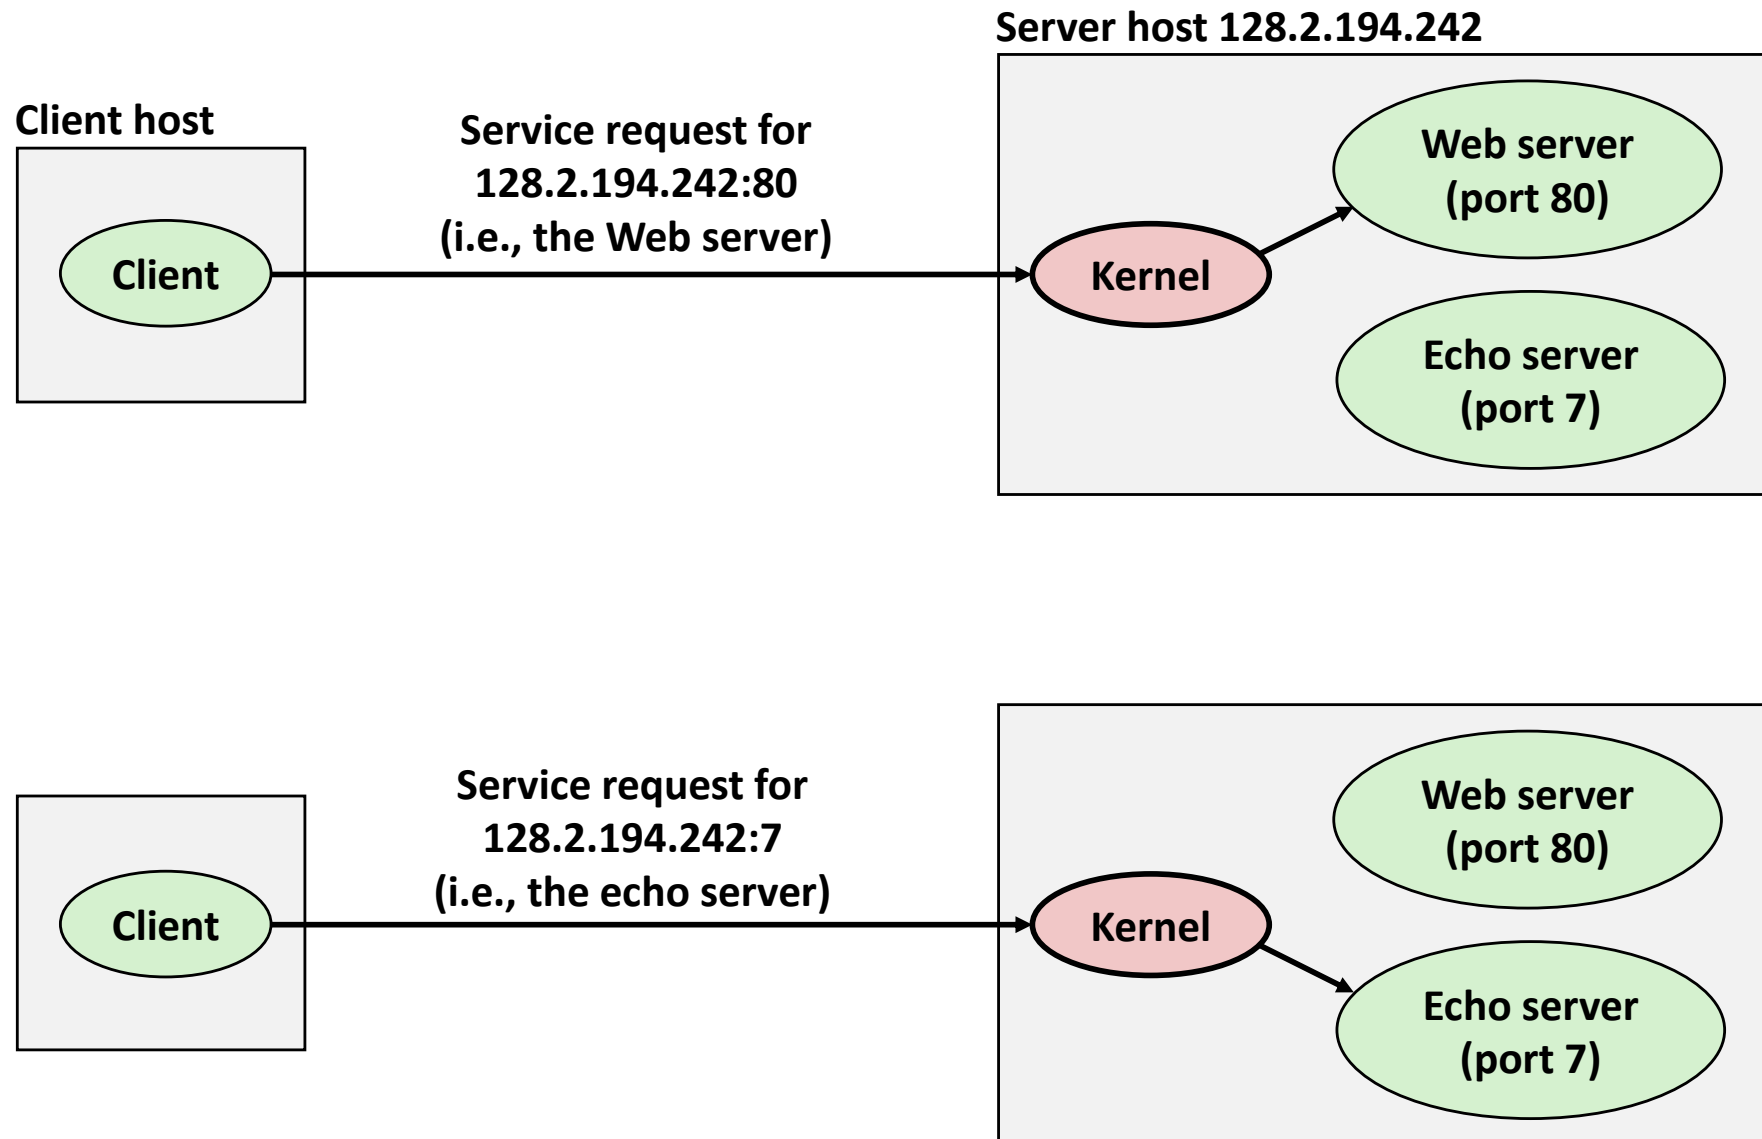 Server host 128.2.194.242
Client host
Service request for
128.2.194.242:80
(i.e., the Web server)
Client
Kernel
Web server
(port 80)
Echo server
(port 7)
Service request for
128.2.194.242:7
(i.e., the echo server)
Client
Kernel
Web server
(port 80)
Echo server
(port 7)